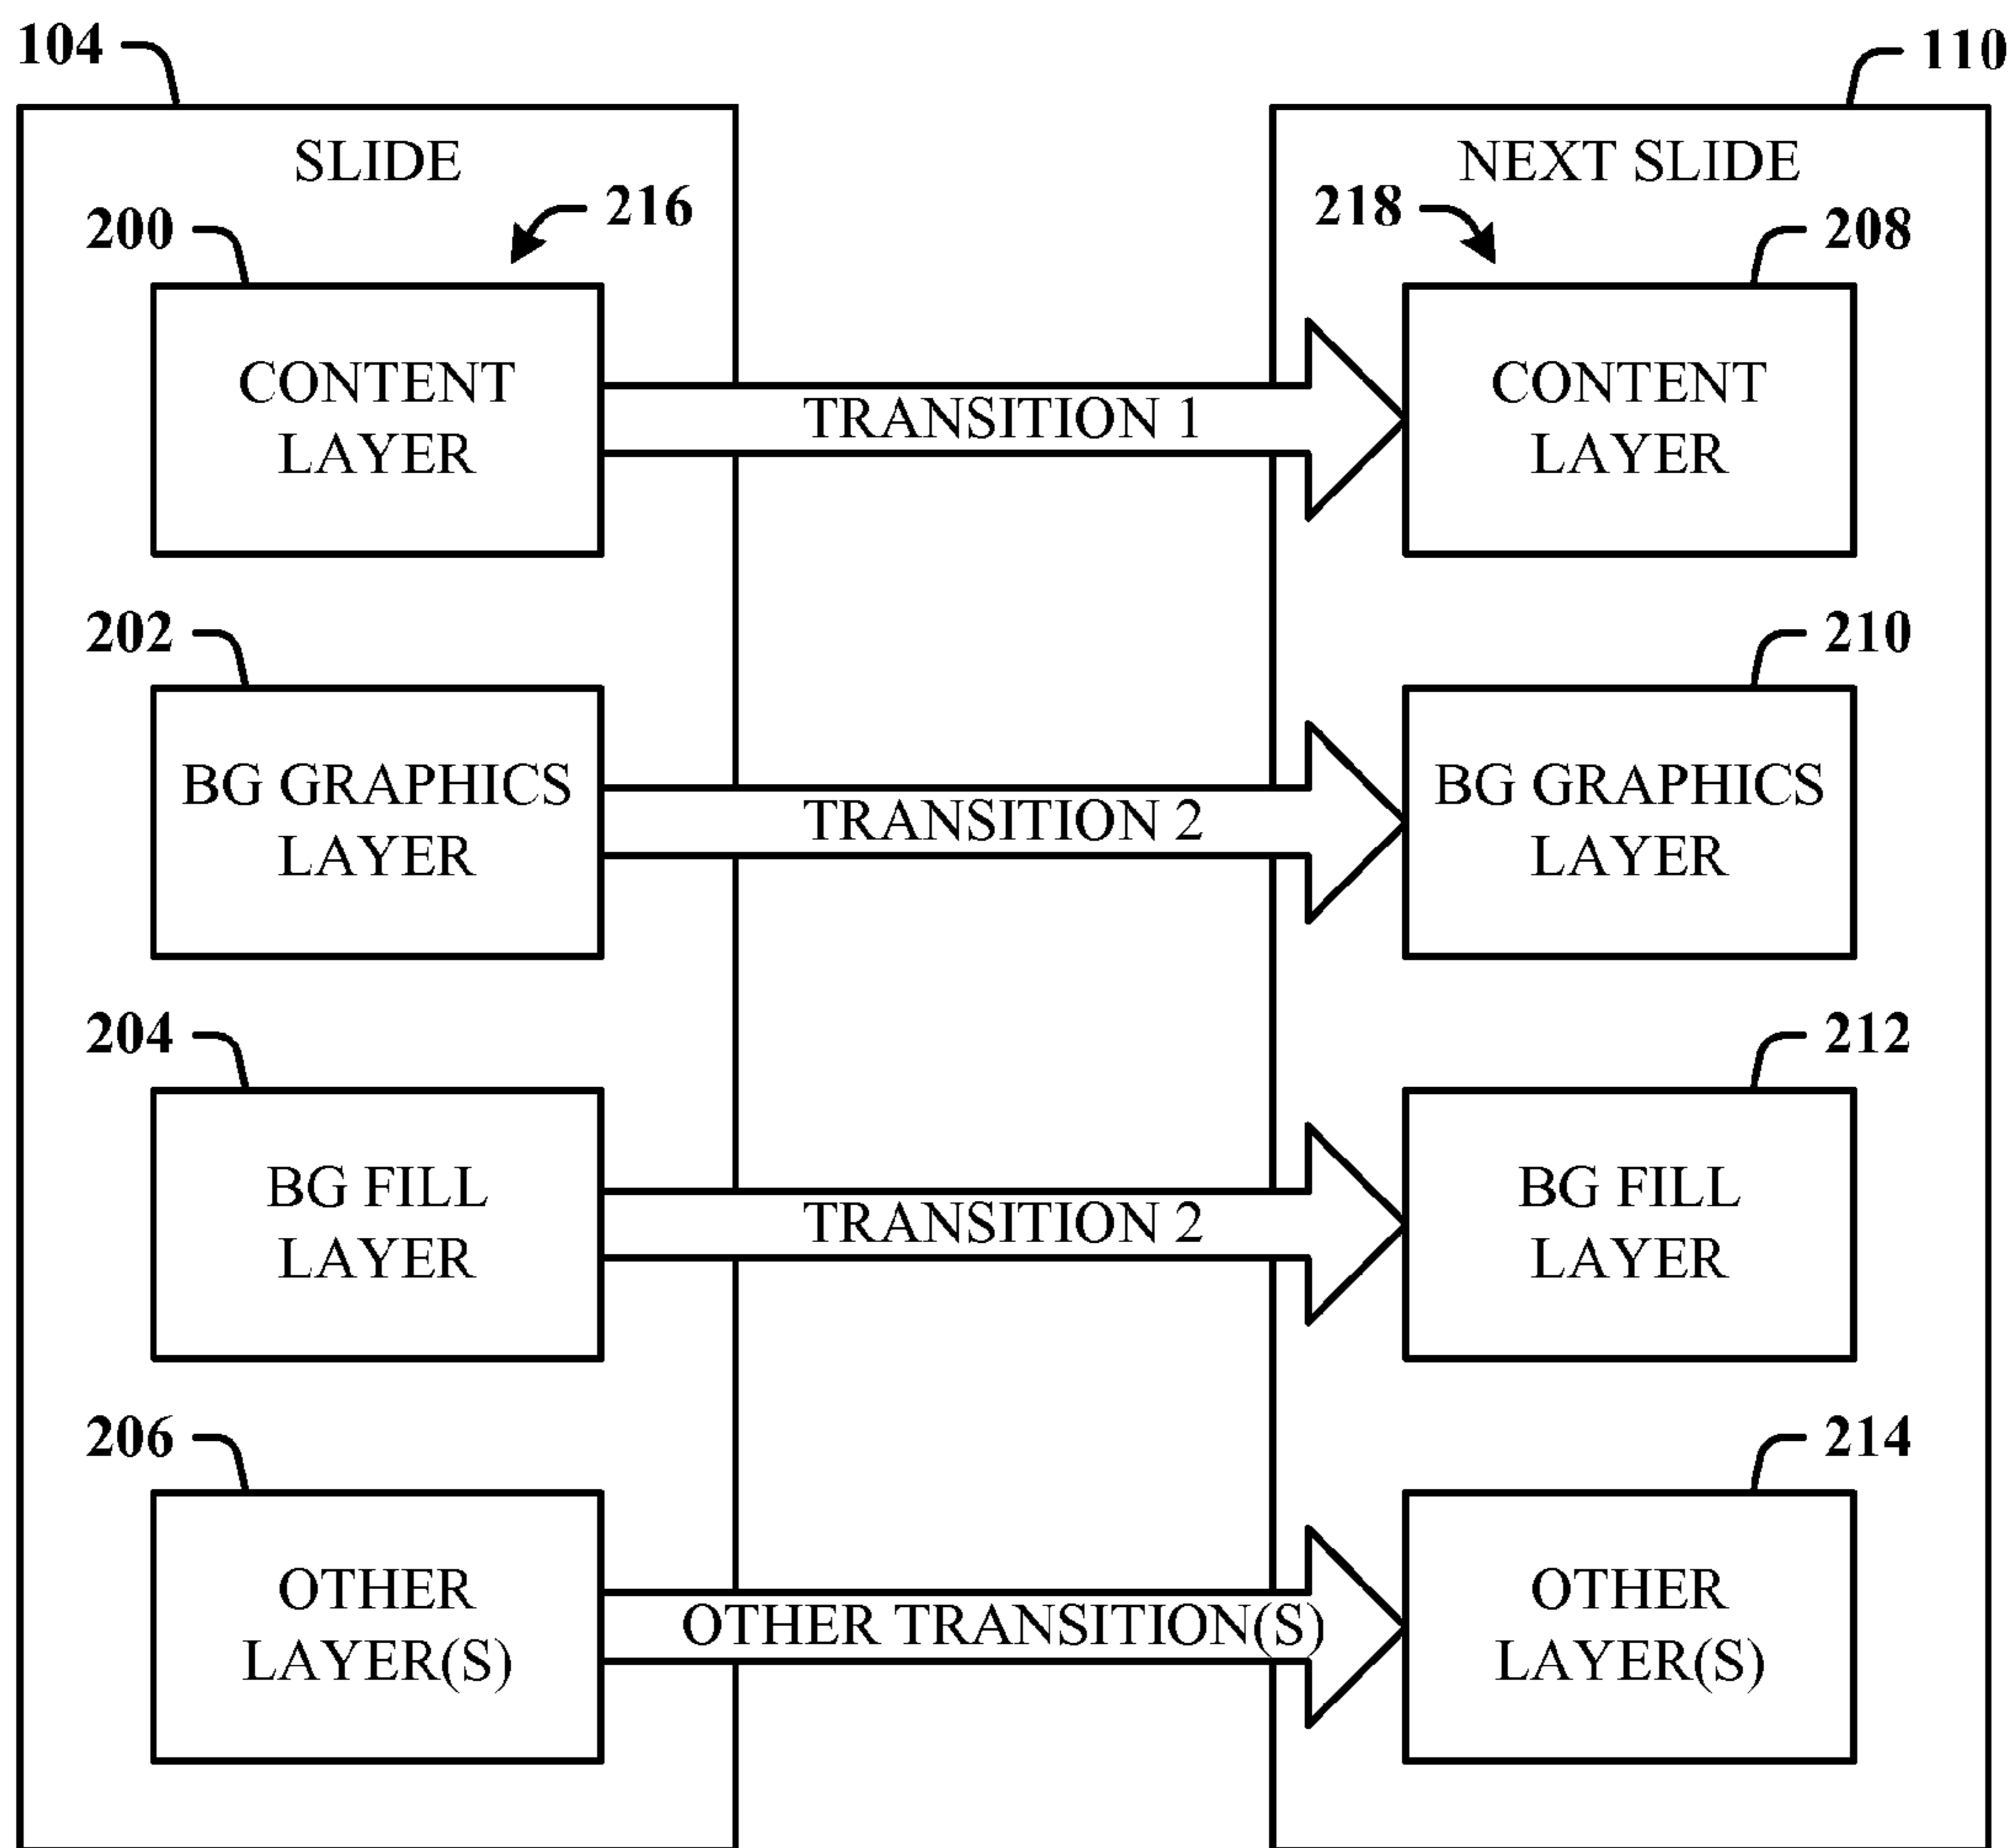 104
110
SLIDE
NEXT SLIDE
200
216
218
208
CONTENT
LAYER
TRANSITION 1
CONTENT
LAYER
202
210
BG GRAPHICS
LAYER
TRANSITION 2
BG GRAPHICS
LAYER
204
212
BG FILL
LAYER
TRANSITION 2
BG FILL
LAYER
206
214
OTHER
LAYER(S)
OTHER TRANSITION(S)
OTHER
LAYER(S)